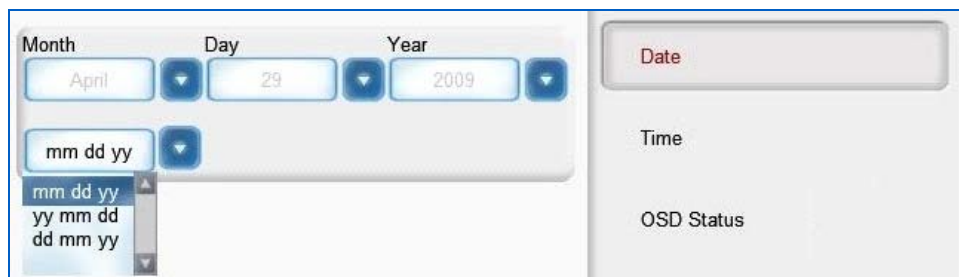 Month Day Year
April 29 2009
mm dd yy
mm dd yy
yy mm dd
dd mm yy
Date
Time
OSD Status